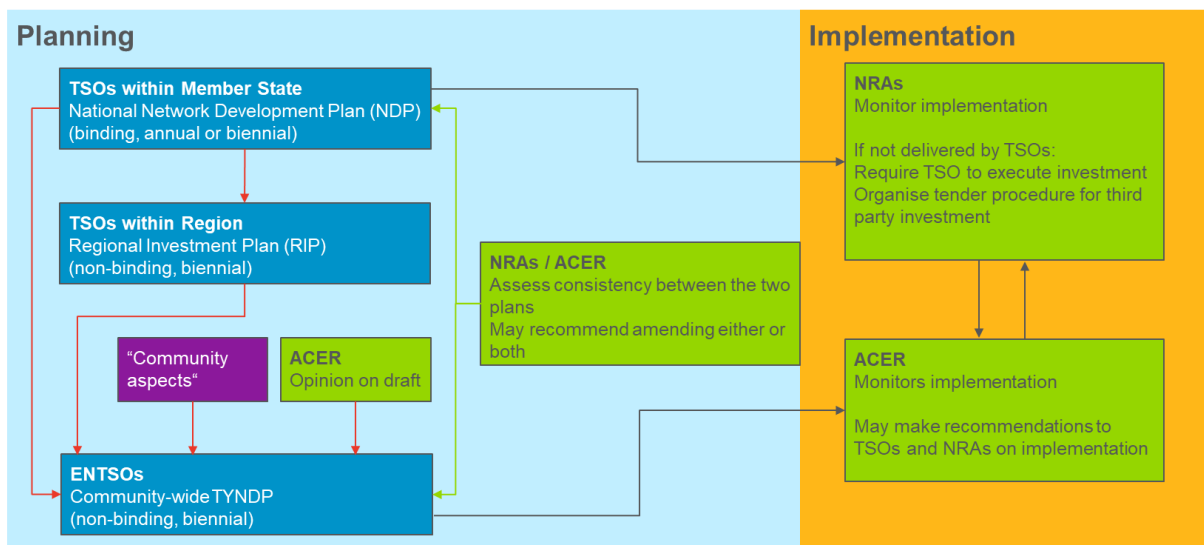 Planning
TSOs within Member State
National Network Development Plan (NDP)
(binding, annual or biennial)
TSOs within Region
Regional Investment Plan (RIP)
(non-binding, biennial)
“Community
aspects“
ACER
Opinion on draft
ENTSOs
Community-wide TYNDP
(non-binding, biennial)
NRAs / ACER
Assess consistency between the two
plans
May recommend amending either or
both
Implementation
NRAs
Monitor implementation
If not delivered by TSOs:
Require TSO to execute investment
Organise tender procedure for third
party investment
ACER
Monitors implementation
May make recommendations to
TSOs and NRAs on implementation